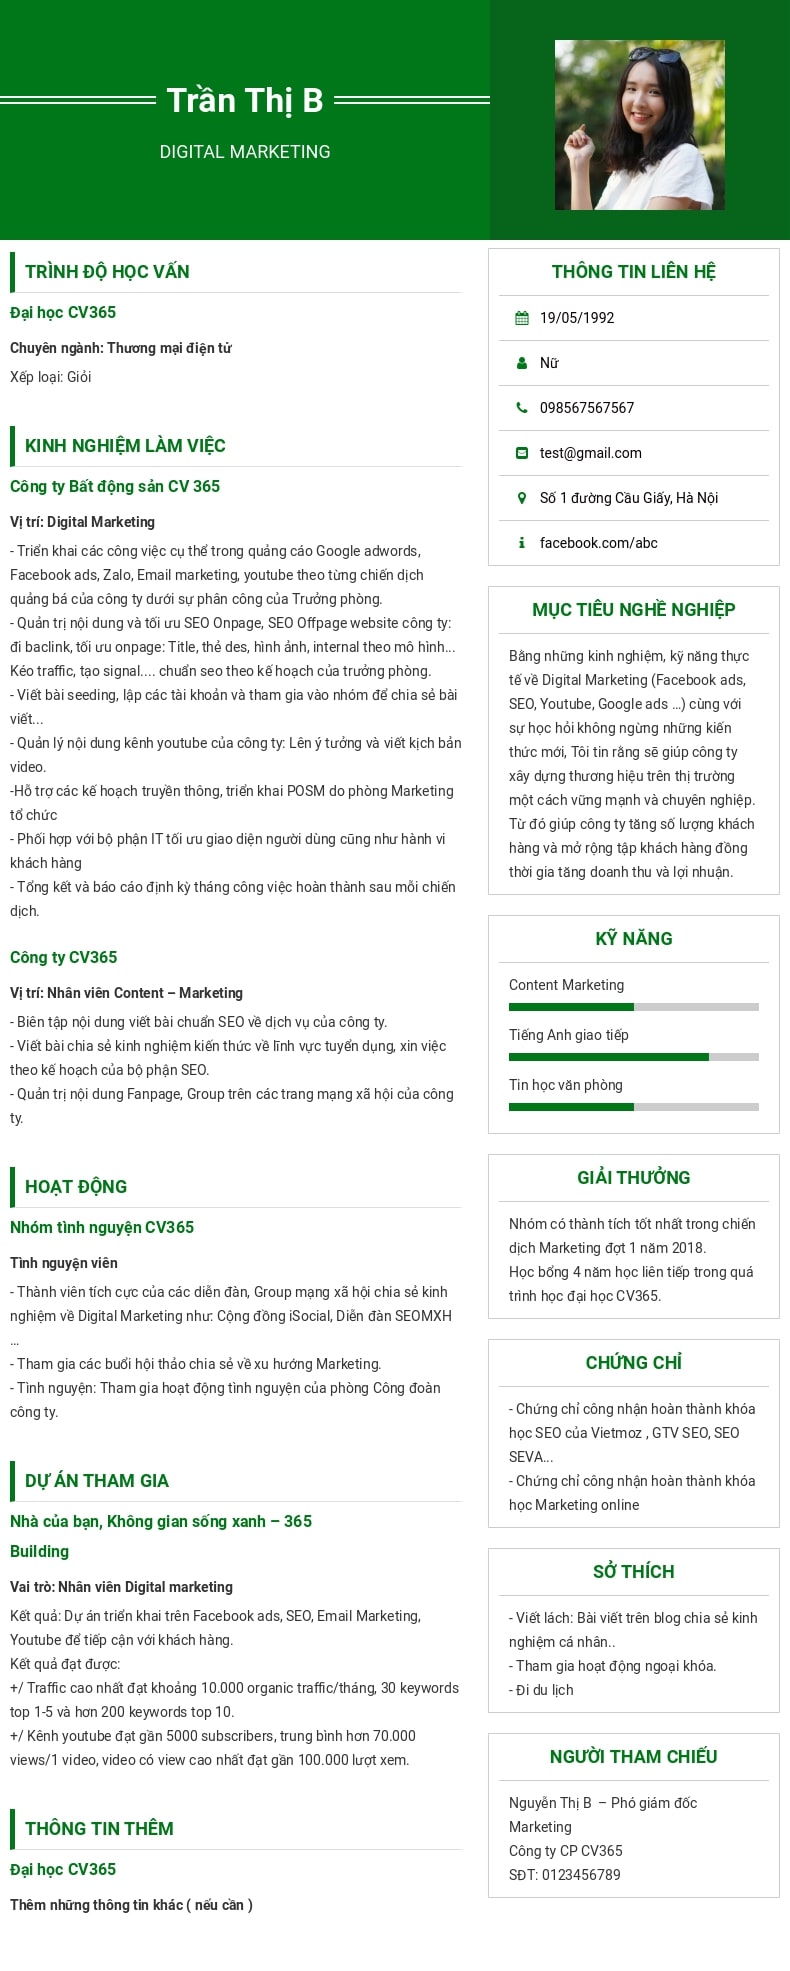 Trần Thị B
DIGITAL MARKETING
TRÌNH ĐỘ HỌC VẤN
Đại học CV365
Chuyên ngành: Thương mại điện tử
Xếp loại: Giỏi
KINH NGHIỆM LÀM VIỆC
Công ty Bất động sản CV 365
Vị trí: Digital Marketing
- Triển khai các công việc cụ thể trong quảng cáo Google adwords,
Facebook ads, Zalo, Email marketing, youtube theo từng chiến dịch
quảng bá của công ty dưới sự phân công của Trưởng phòng.
- Quản trị nội dung và tối ưu SEO Onpage, SEO Offpage website công ty:
đi baclink, tối ưu onpage: Title, thẻ des, hình ảnh, internal theo mô hình...
Kéo traffic, tạo signal.... chuẩn seo theo kế hoạch của trưởng phòng.
- Viết bài seeding, lập các tài khoản và tham gia vào nhóm để chia sẻ bài
viết...
- Quản lý nội dung kênh youtube của công ty: Lên ý tưởng và viết kịch bản
video.
-Hỗ trợ các kế hoạch truyền thông, triển khai POSM do phòng Marketing
tổ chức
- Phối hợp với bộ phận IT tối ưu giao diện người dùng cũng như hành vi
khách hàng
- Tổng kết và báo cáo định kỳ tháng công việc hoàn thành sau mỗi chiến
dịch.
Công ty CV365
Vị trí: Nhân viên Content – Marketing
- Biên tập nội dung viết bài chuẩn SEO về dịch vụ của công ty.
- Viết bài chia sẻ kinh nghiệm kiến thức về lĩnh vực tuyển dụng, xin việc
theo kế hoạch của bộ phận SEO.
- Quản trị nội dung Fanpage, Group trên các trang mạng xã hội của công
ty.
HOẠT ĐỘNG
Nhóm tình nguyện CV365
Tình nguyện viên
- Thành viên tích cực của các diễn đàn, Group mạng xã hội chia sẻ kinh
nghiệm về Digital Marketing như: Cộng đồng iSocial, Diễn đàn SEOMXH
...
- Tham gia các buổi hội thảo chia sẻ về xu hướng Marketing.
- Tình nguyện: Tham gia hoạt động tình nguyện của phòng Công đoàn
công ty.
DỰ ÁN THAM GIA
Nhà của bạn, Không gian sống xanh – 365
Building
Vai trò: Nhân viên Digital marketing
Kết quả: Dự án triển khai trên Facebook ads, SEO, Email Marketing,
Youtube để tiếp cận với khách hàng.
Kết quả đạt được:
+/ Traffic cao nhất đạt khoảng 10.000 organic traffic/tháng, 30 keywords
top 1-5 và hơn 200 keywords top 10.
+/ Kênh youtube đạt gần 5000 subscribers, trung bình hơn 70.000
views/1 video, video có view cao nhất đạt gần 100.000 lượt xem.
THÔNG TIN THÊM
Đại học CV365
Thêm những thông tin khác ( nếu cần )
THÔNG TIN LIÊN HỆ
19/05/1992
Nữ
098567567567
test@gmail.com
Số 1 đường Cầu Giấy, Hà Nội
facebook.com/abc
MỤC TIÊU NGHỀ NGHIỆP
Bằng những kinh nghiệm, kỹ năng thực
tế về Digital Marketing (Facebook ads,
SEO, Youtube, Google ads ...) cùng với
sự học hỏi không ngừng những kiến
thức mới, Tôi tin rằng sẽ giúp công ty
xây dựng thương hiệu trên thị trường
một cách vững mạnh và chuyên nghiệp.
Từ đó giúp công ty tăng số lượng khách
hàng và mở rộng tập khách hàng đồng
thời gia tăng doanh thu và lợi nhuận.
KỸ NĂNG
Content Marketing
Tiếng Anh giao tiếp
Tin học văn phòng
GIẢI THƯỞNG
Nhóm có thành tích tốt nhất trong chiến
dịch Marketing đợt 1 năm 2018.
Học bổng 4 năm học liên tiếp trong quá
trình học đại học CV365.
CHỨNG CHỈ
- Chứng chỉ công nhận hoàn thành khóa
học SEO của Vietmoz , GTV SEO, SEO
SEVA...
- Chứng chỉ công nhận hoàn thành khóa
học Marketing online
SỞ THÍCH
- Viết lách: Bài viết trên blog chia sẻ kinh
nghiệm cá nhân..
- Tham gia hoạt động ngoại khóa.
- Đi du lịch
NGƯỜI THAM CHIẾU
Nguyễn Thị B – Phó giám đốc
Marketing
Công ty CP CV365
SĐT: 0123456789